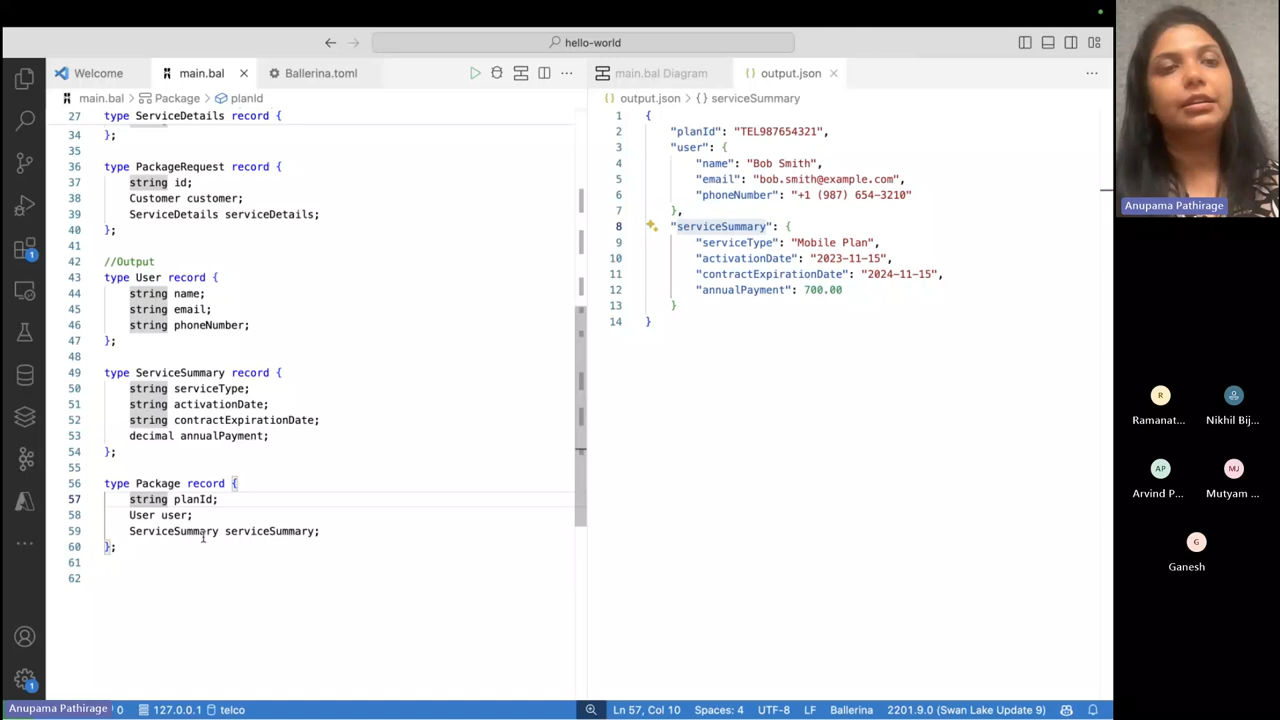 hello-world
Welcome
main.bal
Ballerina.toml
main.bal > Package > planId
27 type ServiceDetails record {
34 };
35
36 type PackageRequest record {
37 string id;
38 Customer customer;
39 ServiceDetails serviceDetails;
40 };
41
42 //Output
43 type User record {
44 string name;
45 string email;
46 string phoneNumber;
47 };
48
49 type ServiceSummary record {
50 string serviceType;
51 string activationDate;
52 string contractExpirationDate;
53 decimal annualPayment;
54 };
55
56 type Package record {
57 string planId;
58 User user;
59 ServiceSummary serviceSummary;
60 };
61
62
main.bal Diagram
output.json
output.json > {} serviceSummary
1 {
2 "planId": "TEL987654321",
3 "user": {
4 "name": "Bob Smith",
5 "email": "bob.smith@example.com",
6 "phoneNumber": "+1 (987) 654-3210"
7 },
8 "serviceSummary": {
9 "serviceType": "Mobile Plan",
10 "activationDate": "2023-11-15",
11 "contractExpirationDate": "2024-11-15",
12 "annualPayment": 700.00
13 }
14 }
1
1
Anupama Pathirage
R
Ramanat...
Nikhil Bij...
AP
Arvind P...
MJ
Mutyam ...
G
Ganesh
Anupama Pathirage
0
127.0.0.1
telco
Ln 57, Col 10
Spaces: 4
UTF-8
LF
Ballerina
2201.9.0 (Swan Lake Update 9)